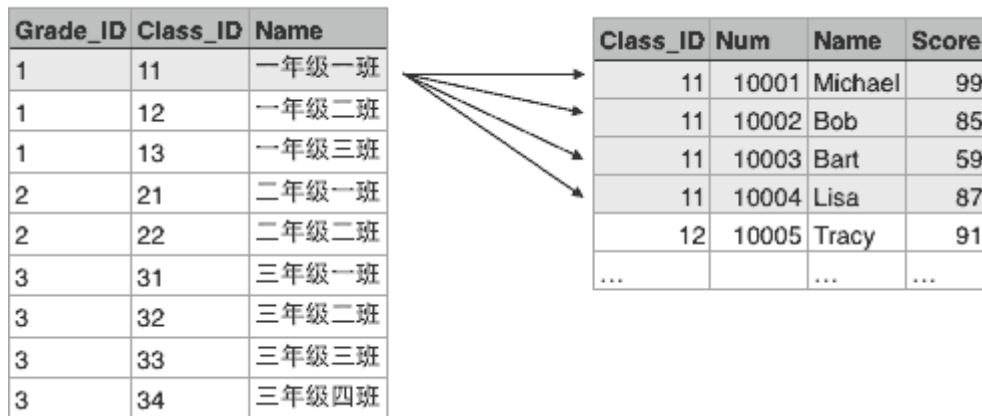 Grade_ID Class_ID Name
1 11 一年级一班
1 12 一年级二班
1 13 一年级三班
2 21 二年级一班
2 22 二年级二班
3 31 三年级一班
3 32 三年级二班
3 33 三年级三班
3 34 三年级四班
Class_ID Num Name Score
11 10001 Michael 99
11 10002 Bob 85
11 10003 Bart 59
11 10004 Lisa 87
12 10005 Tracy 91
... ... ...